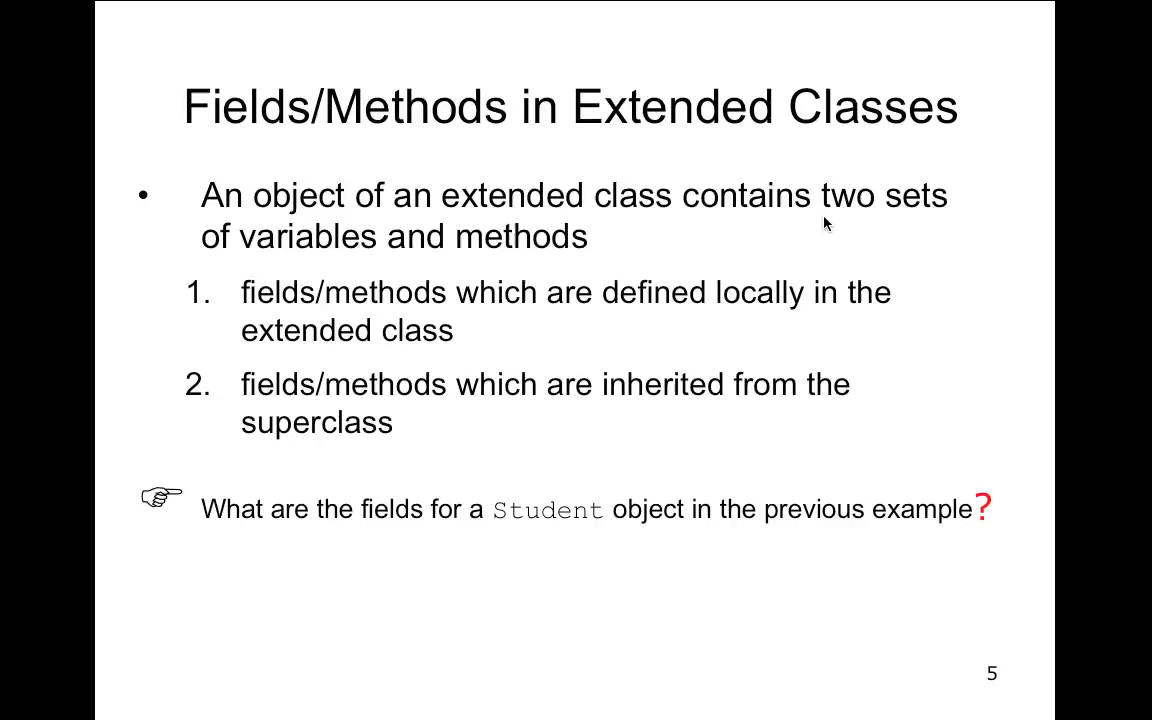 Fields/Methods in Extended Classes
• An object of an extended class contains two sets
of variables and methods
1. fields/methods which are defined locally in the
extended class
2. fields/methods which are inherited from the
superclass
☞ What are the fields for a Student object in the previous example?
5